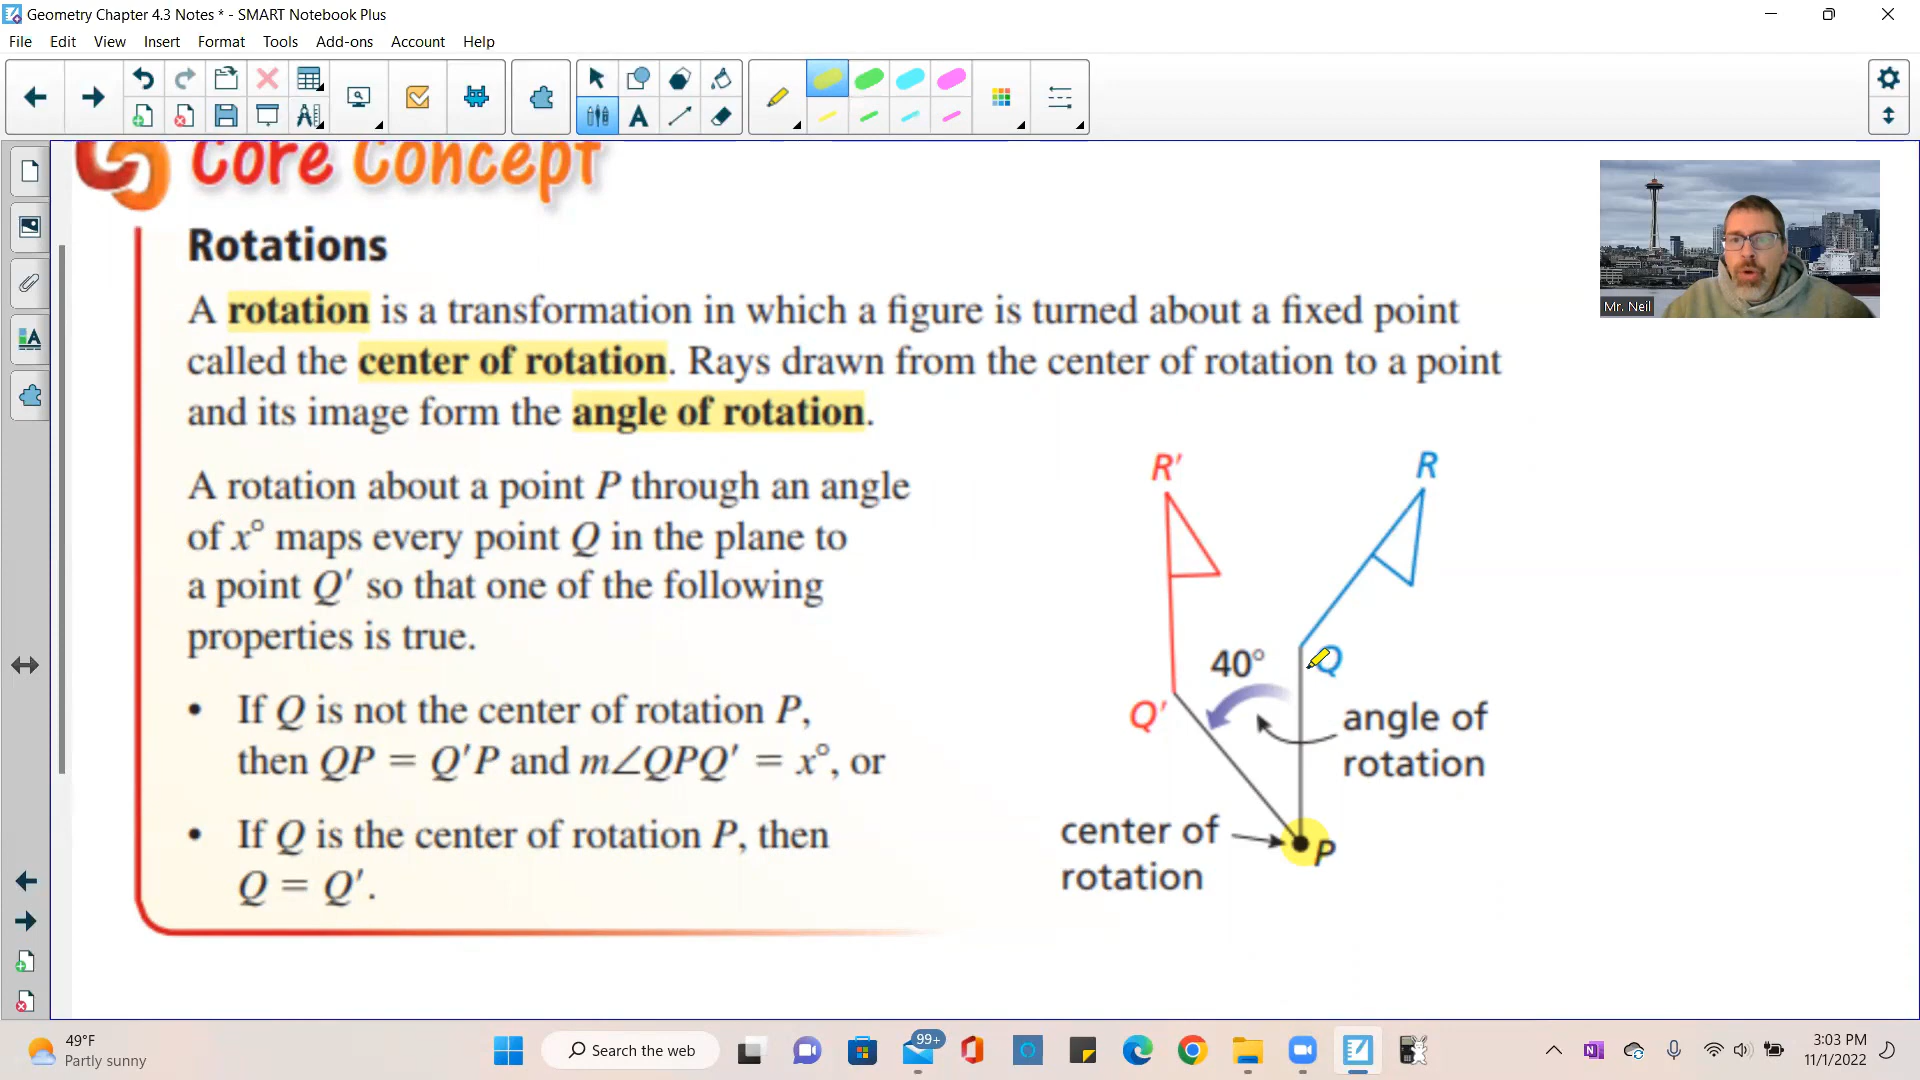 Geometry Chapter 4.3 Notes * - SMART Notebook Plus
File Edit View Insert Format Tools Add-ons Account Help
Core Concept
Mr. Neil
Rotations
A rotation is a transformation in which a figure is turned about a fixed point
called the center of rotation. Rays drawn from the center of rotation to a point
and its image form the angle of rotation.
A rotation about a point P through an angle
of x° maps every point Q in the plane to
a point Q′ so that one of the following
properties is true.
• If Q is not the center of rotation P,
then QP = Q′P and m∠QPQ′ = x°, or
• If Q is the center of rotation P, then
Q = Q′.
R′
R
40°
Q
Q′
angle of
rotation
center of
rotation
P
49°F
Partly sunny
Search the web
99+
3:03 PM
11/1/2022